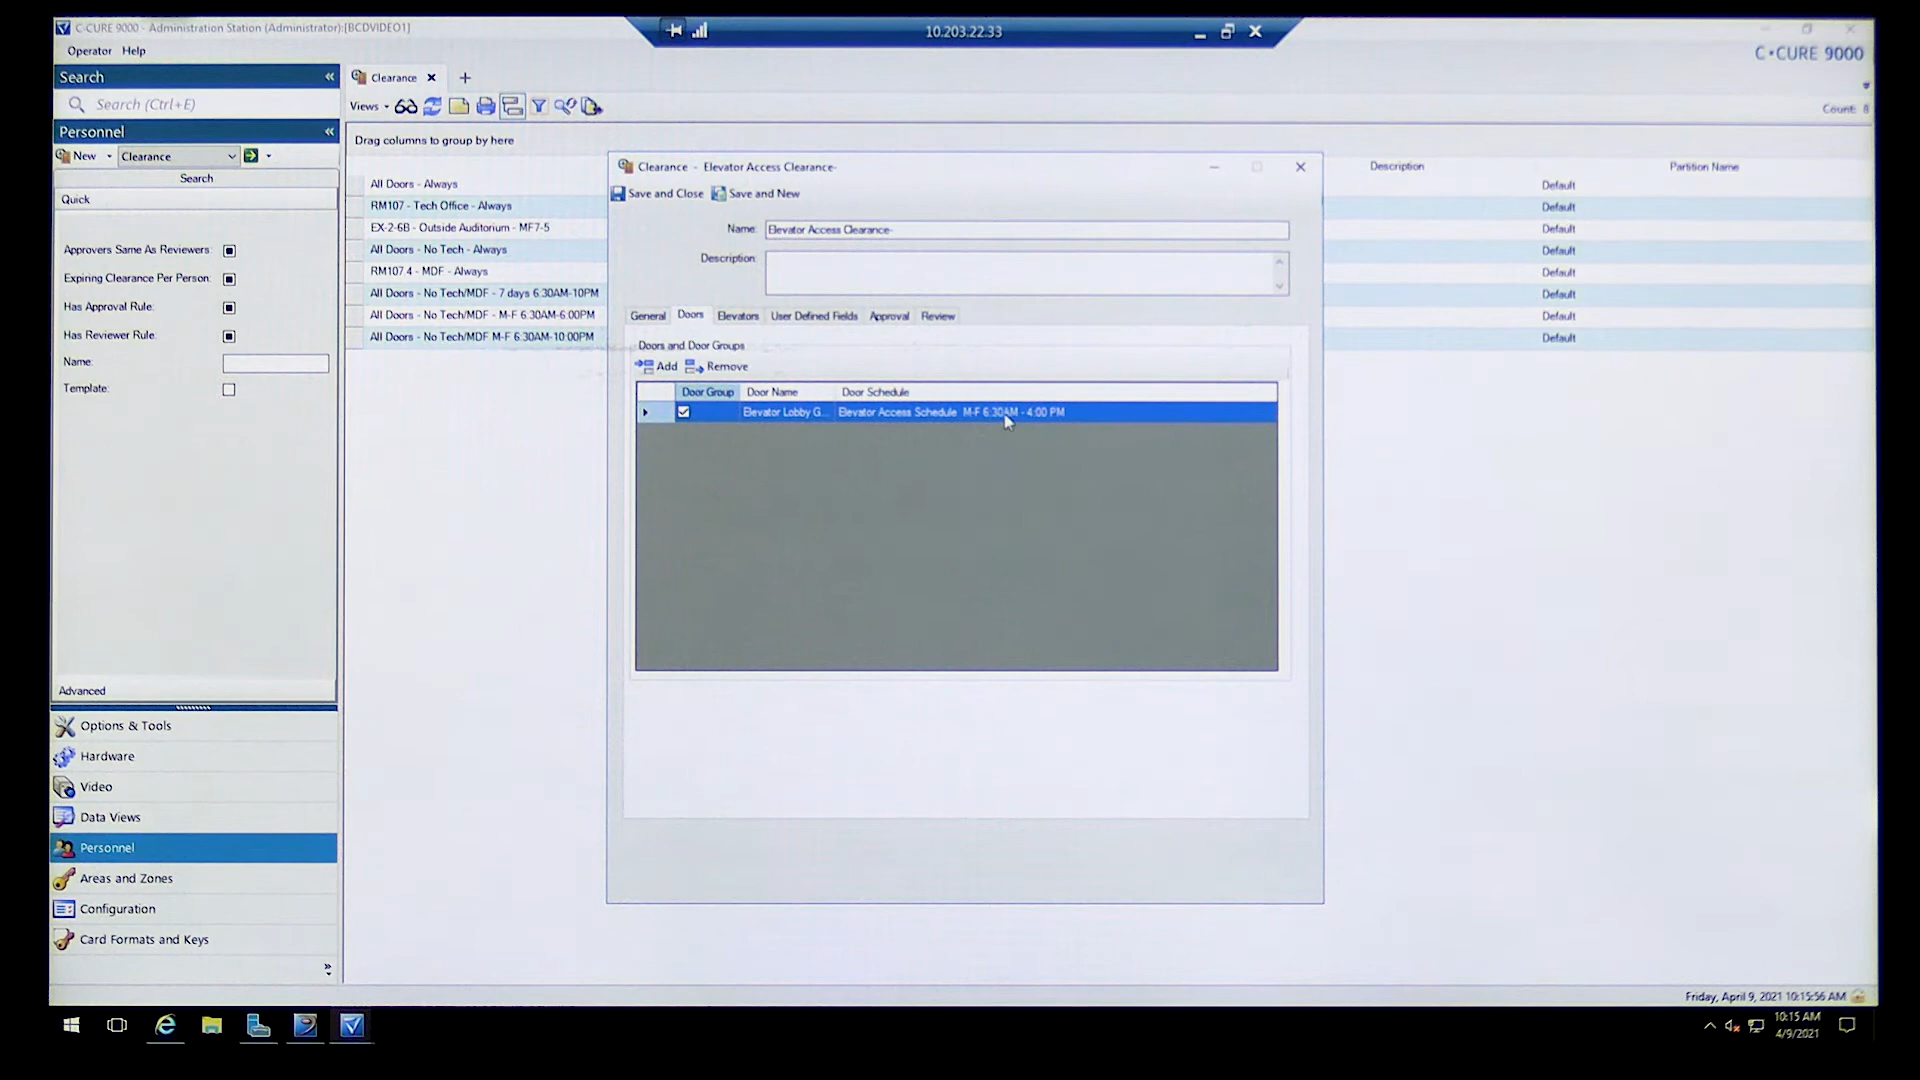 C•CURE 9000 - Administration Station (Administrator):[BCDVIDEO1]
10.203.22.33
Operator Help
C•CURE 9000
Search
Search (Ctrl+E)
Clearance
Views
Count: 8
Personnel
New
Clearance
Search
Quick
Approvers Same As Reviewers:
Expiring Clearance Per Person:
Has Approval Rule:
Has Reviewer Rule:
Name:
Template:
Advanced
Options & Tools
Hardware
Video
Data Views
Personnel
Areas and Zones
Configuration
Card Formats and Keys
Drag columns to group by here
Description
Partition Name
All Doors - Always
Default
RM107 - Tech Office - Always
Default
EX-2-6B - Outside Auditorium - MF7-5
Default
All Doors - No Tech - Always
Default
RM107.4 - MDF - Always
Default
All Doors - No Tech/MDF - 7 days 6:30AM-10PM
Default
All Doors - No Tech/MDF - M-F 6:30AM-6:00PM
Default
All Doors - No Tech/MDF M-F 6:30AM-10:00PM
Default
Clearance - Elevator Access Clearance-
Save and Close Save and New
Name: Elevator Access Clearance-
Description:
General Doors Elevators User Defined Fields Approval Review
Doors and Door Groups
Add Remove
Door Group Door Name Door Schedule
Elevator Lobby G... Elevator Access Schedule M-F 6:30AM - 4:00 PM
Friday, April 9, 2021 10:15:56 AM
10:15 AM
4/9/2021